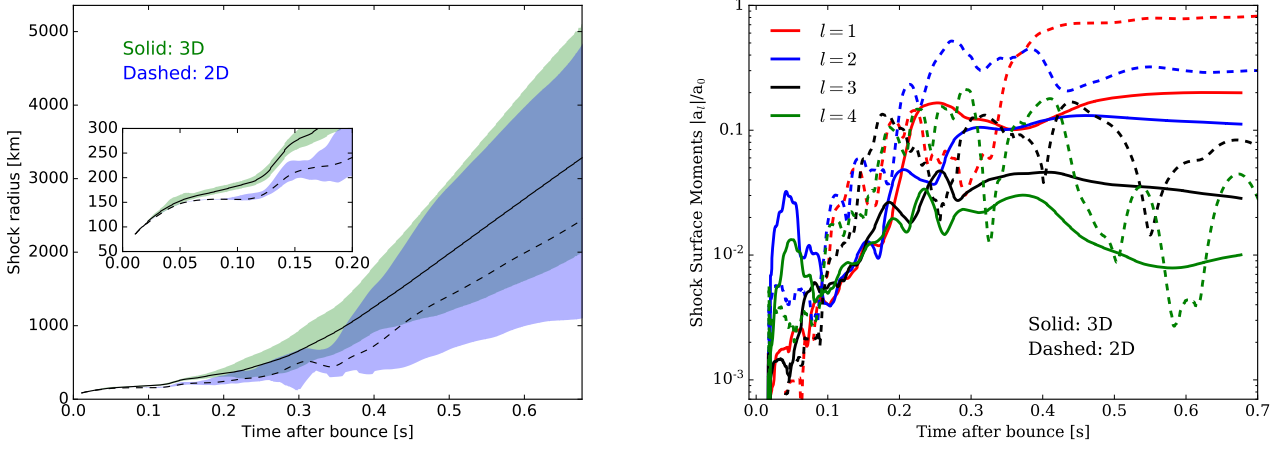 5000
4000
3000
2000
1000
0
Shock radius [km]
Solid: 3D
Dashed: 2D
300
250
200
150
100
50
0.00 0.05 0.10 0.15 0.20
0.0 0.1 0.2 0.3 0.4 0.5 0.6
Time after bounce [s]
1
0.1
10⁻²
10⁻³
Shock Surface Moments |aₗ|/a₀
l = 1
l = 2
l = 3
l = 4
Solid: 3D
Dashed: 2D
0.0 0.1 0.2 0.3 0.4 0.5 0.6 0.7
Time after bounce [s]